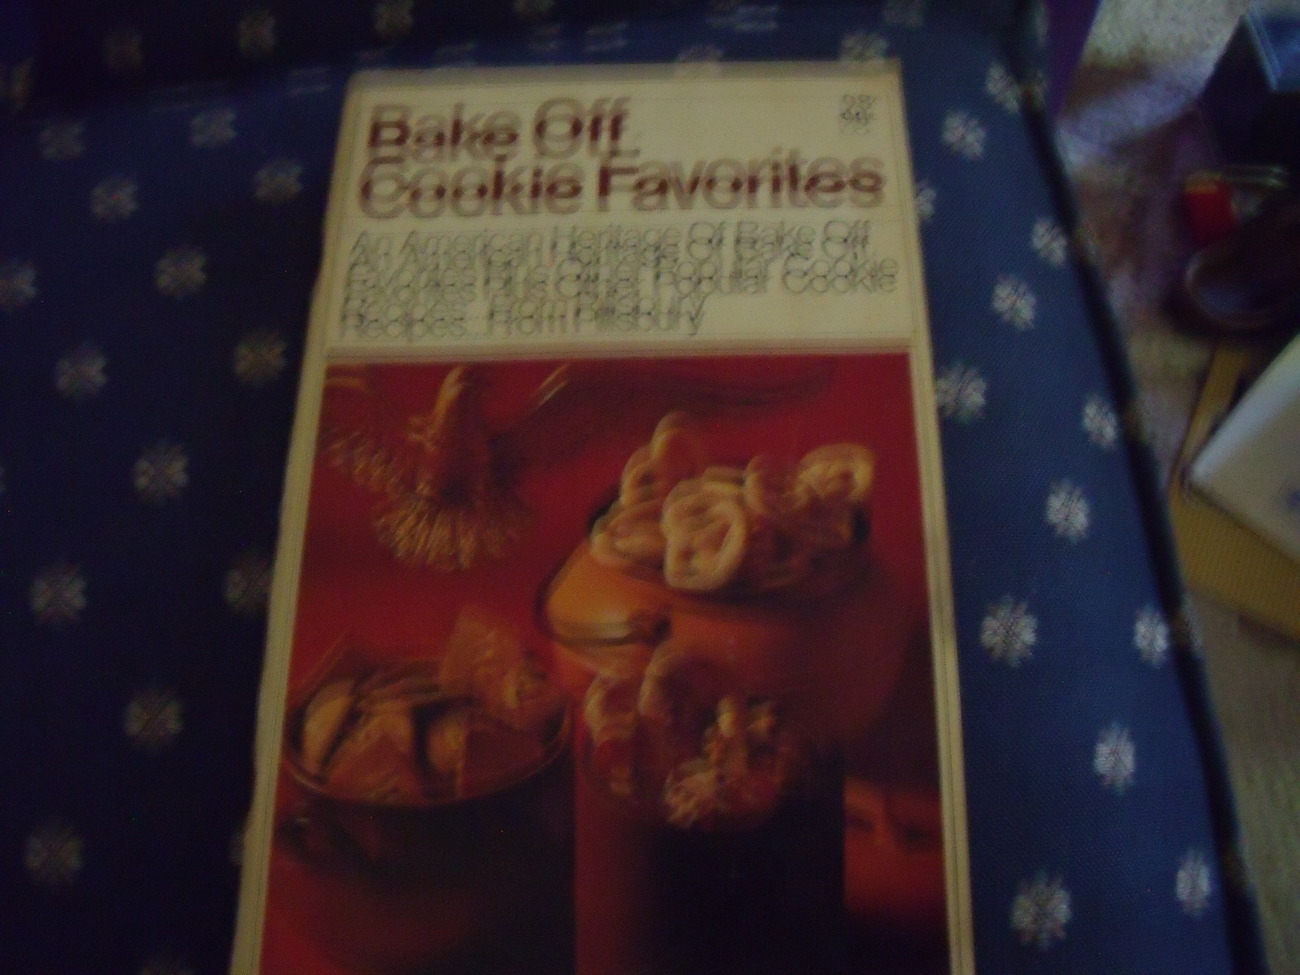 Bake Off
Cookie Favorites
An American Heritage Of Bake Off
Favorites Plus Other Popular Cookie
Recipes... From Pillsbury